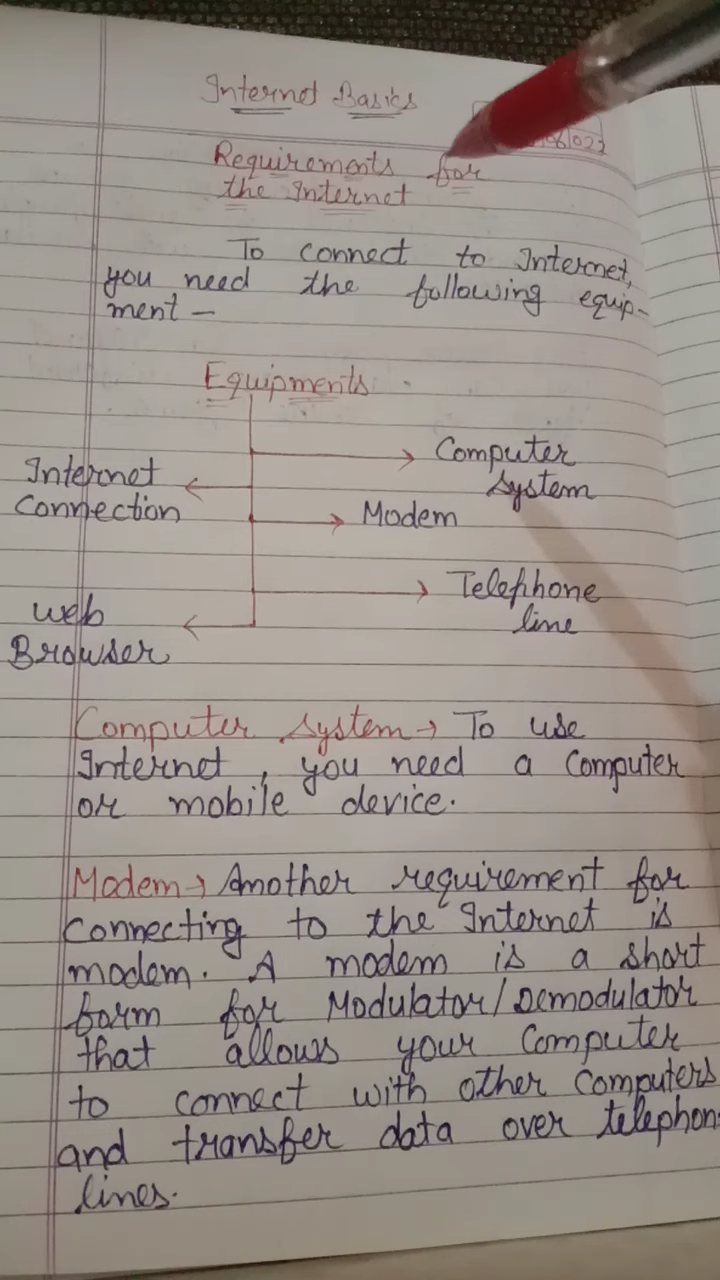 Internet Basics
Requirements for
the Internet
To connect to Internet,
you need the following equip-
ment -
Equipments
Computer
System
Internet
Connection
Modem
Telephone
line
Web
Browser
Computer System → To use
Internet, you need a Computer
or mobile device.
Modem → Another requirement for
Connecting to the Internet is
modem. A modem is a short
form for Modulator/Demodulator
that allows your Computer
to connect with other Computers
and transfer data over telephon
lines.